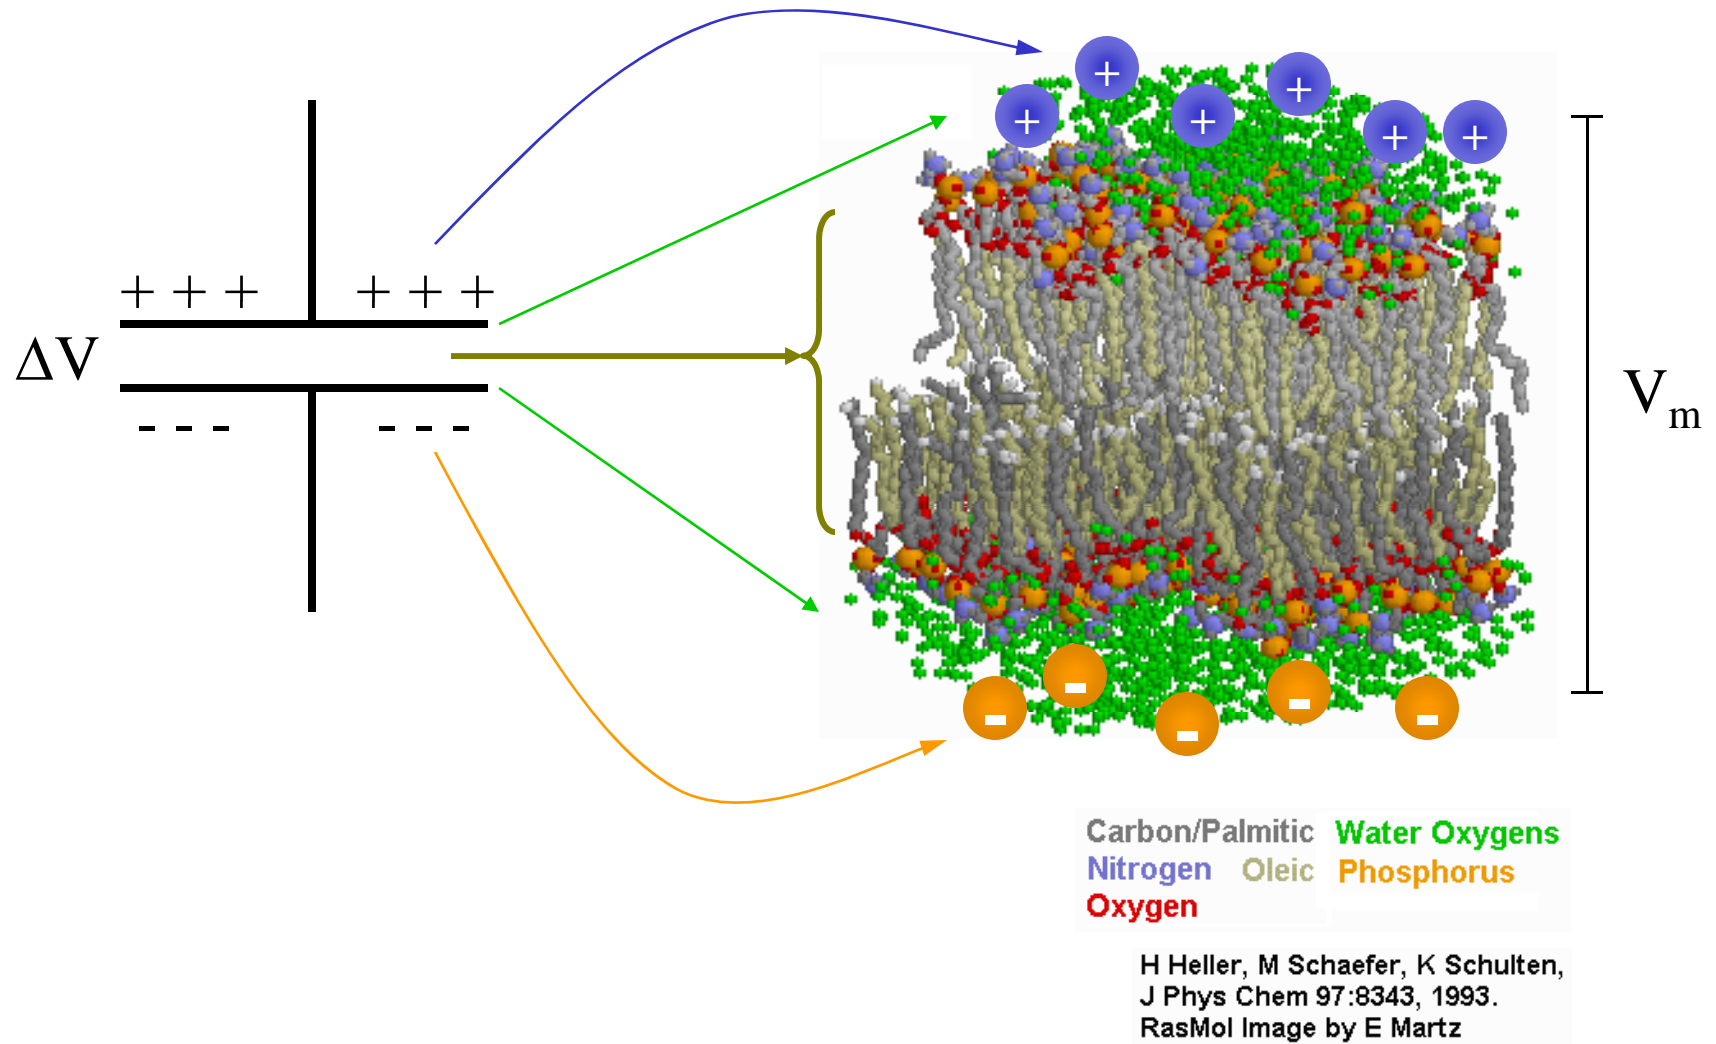 + + + + + +
ΔV
- - - - - -
+ + + + + +
V m
- - - - -
Carbon/Palmitic Water Oxygens
Nitrogen Oleic Phosphorus
Oxygen
H Heller, M Schaefer, K Schulten,
J Phys Chem 97:8343, 1993.
RasMol Image by E Martz